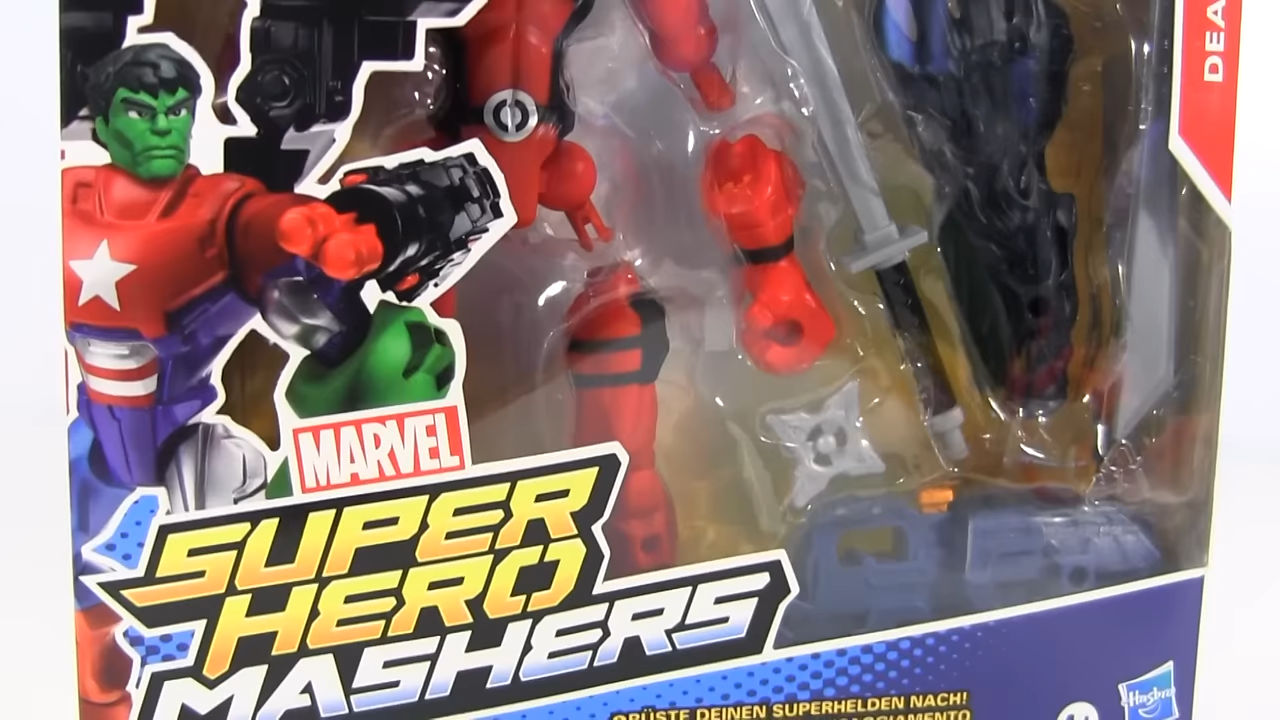 DEA
MARVEL
SUPER
HERO
MASHERS
RÜSTE DEINEN SUPERHELDEN NACH!
Hasbro